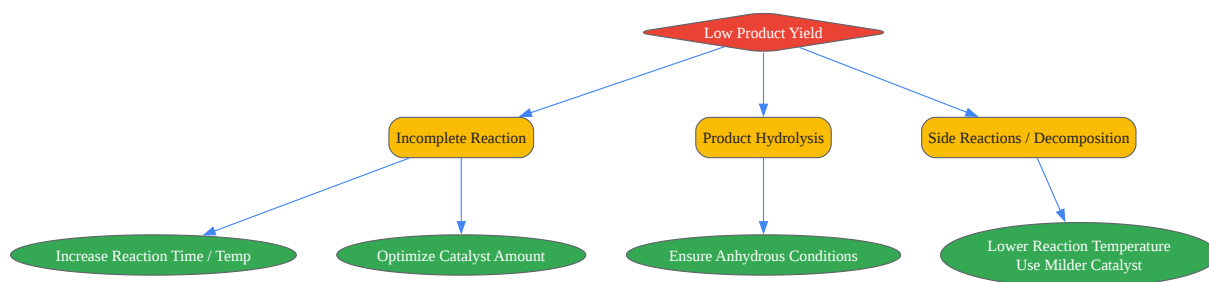 Low Product Yield
Incomplete Reaction
Product Hydrolysis
Side Reactions / Decomposition
Increase Reaction Time / Temp
Optimize Catalyst Amount
Ensure Anhydrous Conditions
Lower Reaction Temperature
Use Milder Catalyst